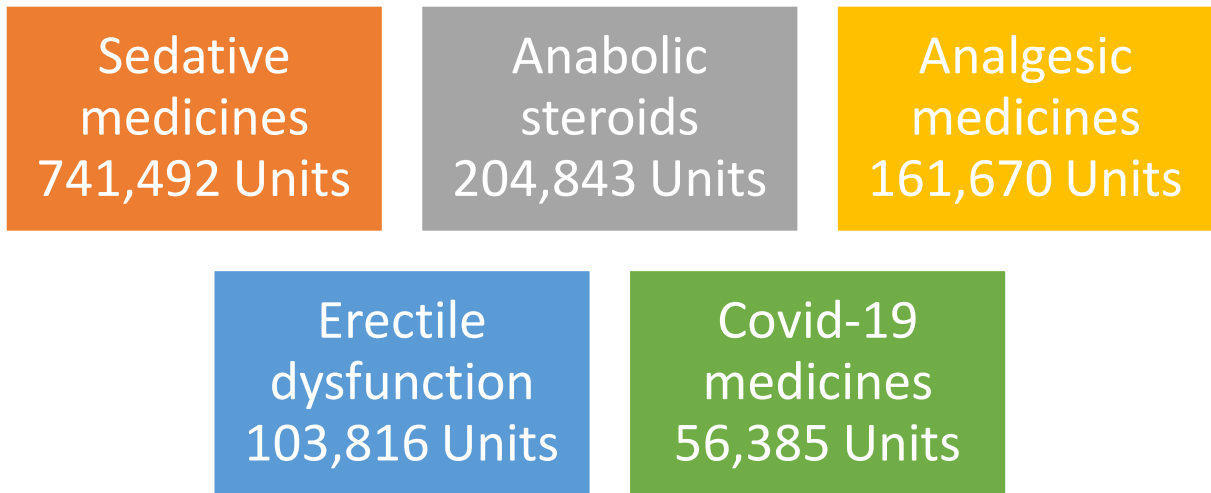 Sedative
medicines
741,492 Units
Anabolic
steroids
204,843 Units
Analgesic
medicines
161,670 Units
Erectile
dysfunction
103,816 Units
Covid-19
medicines
56,385 Units